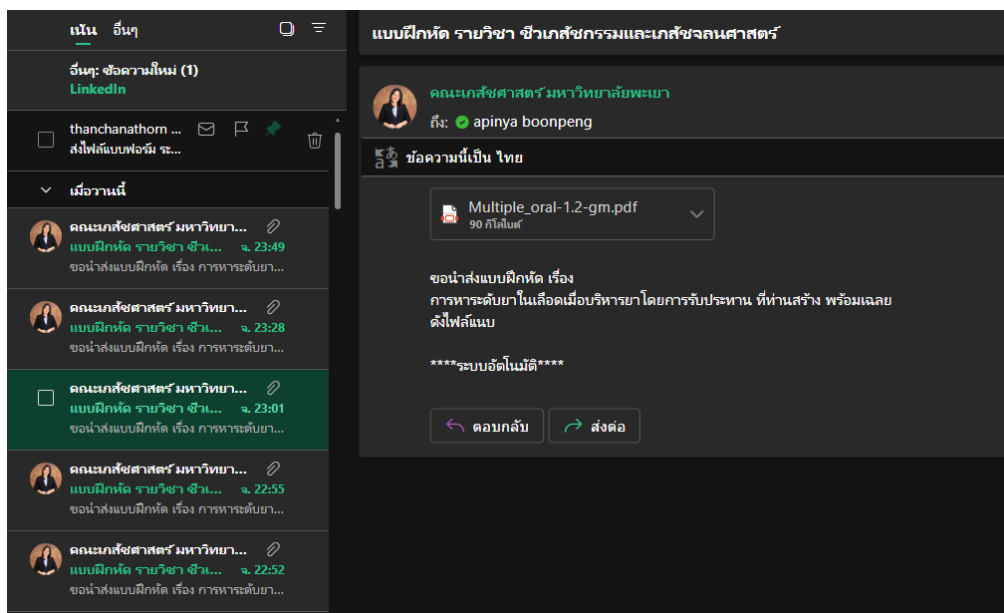 เน้น อื่นๆ
อื่นๆ: ข้อความใหม่ (1)
LinkedIn
thanchanathorn ...
ส่งไฟล์แบบฟอร์ม ระ...
เมื่อวานนี้
คณะเภสัชศาสตร์ มหาวิทยา...
แบบฝึกหัด รายวิชา ชีวเ... จ. 23:49
ขอนำส่งแบบฝึกหัด เรื่อง การหาระดับยา...
คณะเภสัชศาสตร์ มหาวิทยา...
แบบฝึกหัด รายวิชา ชีวเ... จ. 23:28
ขอนำส่งแบบฝึกหัด เรื่อง การหาระดับยา...
คณะเภสัชศาสตร์ มหาวิทยา...
แบบฝึกหัด รายวิชา ชีวเ... จ. 23:01
ขอนำส่งแบบฝึกหัด เรื่อง การหาระดับยา...
คณะเภสัชศาสตร์ มหาวิทยา...
แบบฝึกหัด รายวิชา ชีวเ... จ. 22:55
ขอนำส่งแบบฝึกหัด เรื่อง การหาระดับยา...
คณะเภสัชศาสตร์ มหาวิทยา...
แบบฝึกหัด รายวิชา ชีวเ... จ. 22:52
ขอนำส่งแบบฝึกหัด เรื่อง การหาระดับยา...
แบบฝึกหัด รายวิชา ชีวเภสัชกรรมและเภสัชจลนศาสตร์
คณะเภสัชศาสตร์ มหาวิทยาลัยพะเยา
ถึง: apinya boonpeng
ข้อความนี้เป็น ไทย
Multiple_oral-1.2-gm.pdf
90 กิโลไบต์
ขอนำส่งแบบฝึกหัด เรื่อง
การหาระดับยาในเลือดเมื่อบริหารยาโดยการรับประทาน ที่ท่านสร้าง พร้อมเฉลย
ดังไฟล์แนบ
****ระบบอัตโนมัติ****
ตอบกลับ ส่งต่อ